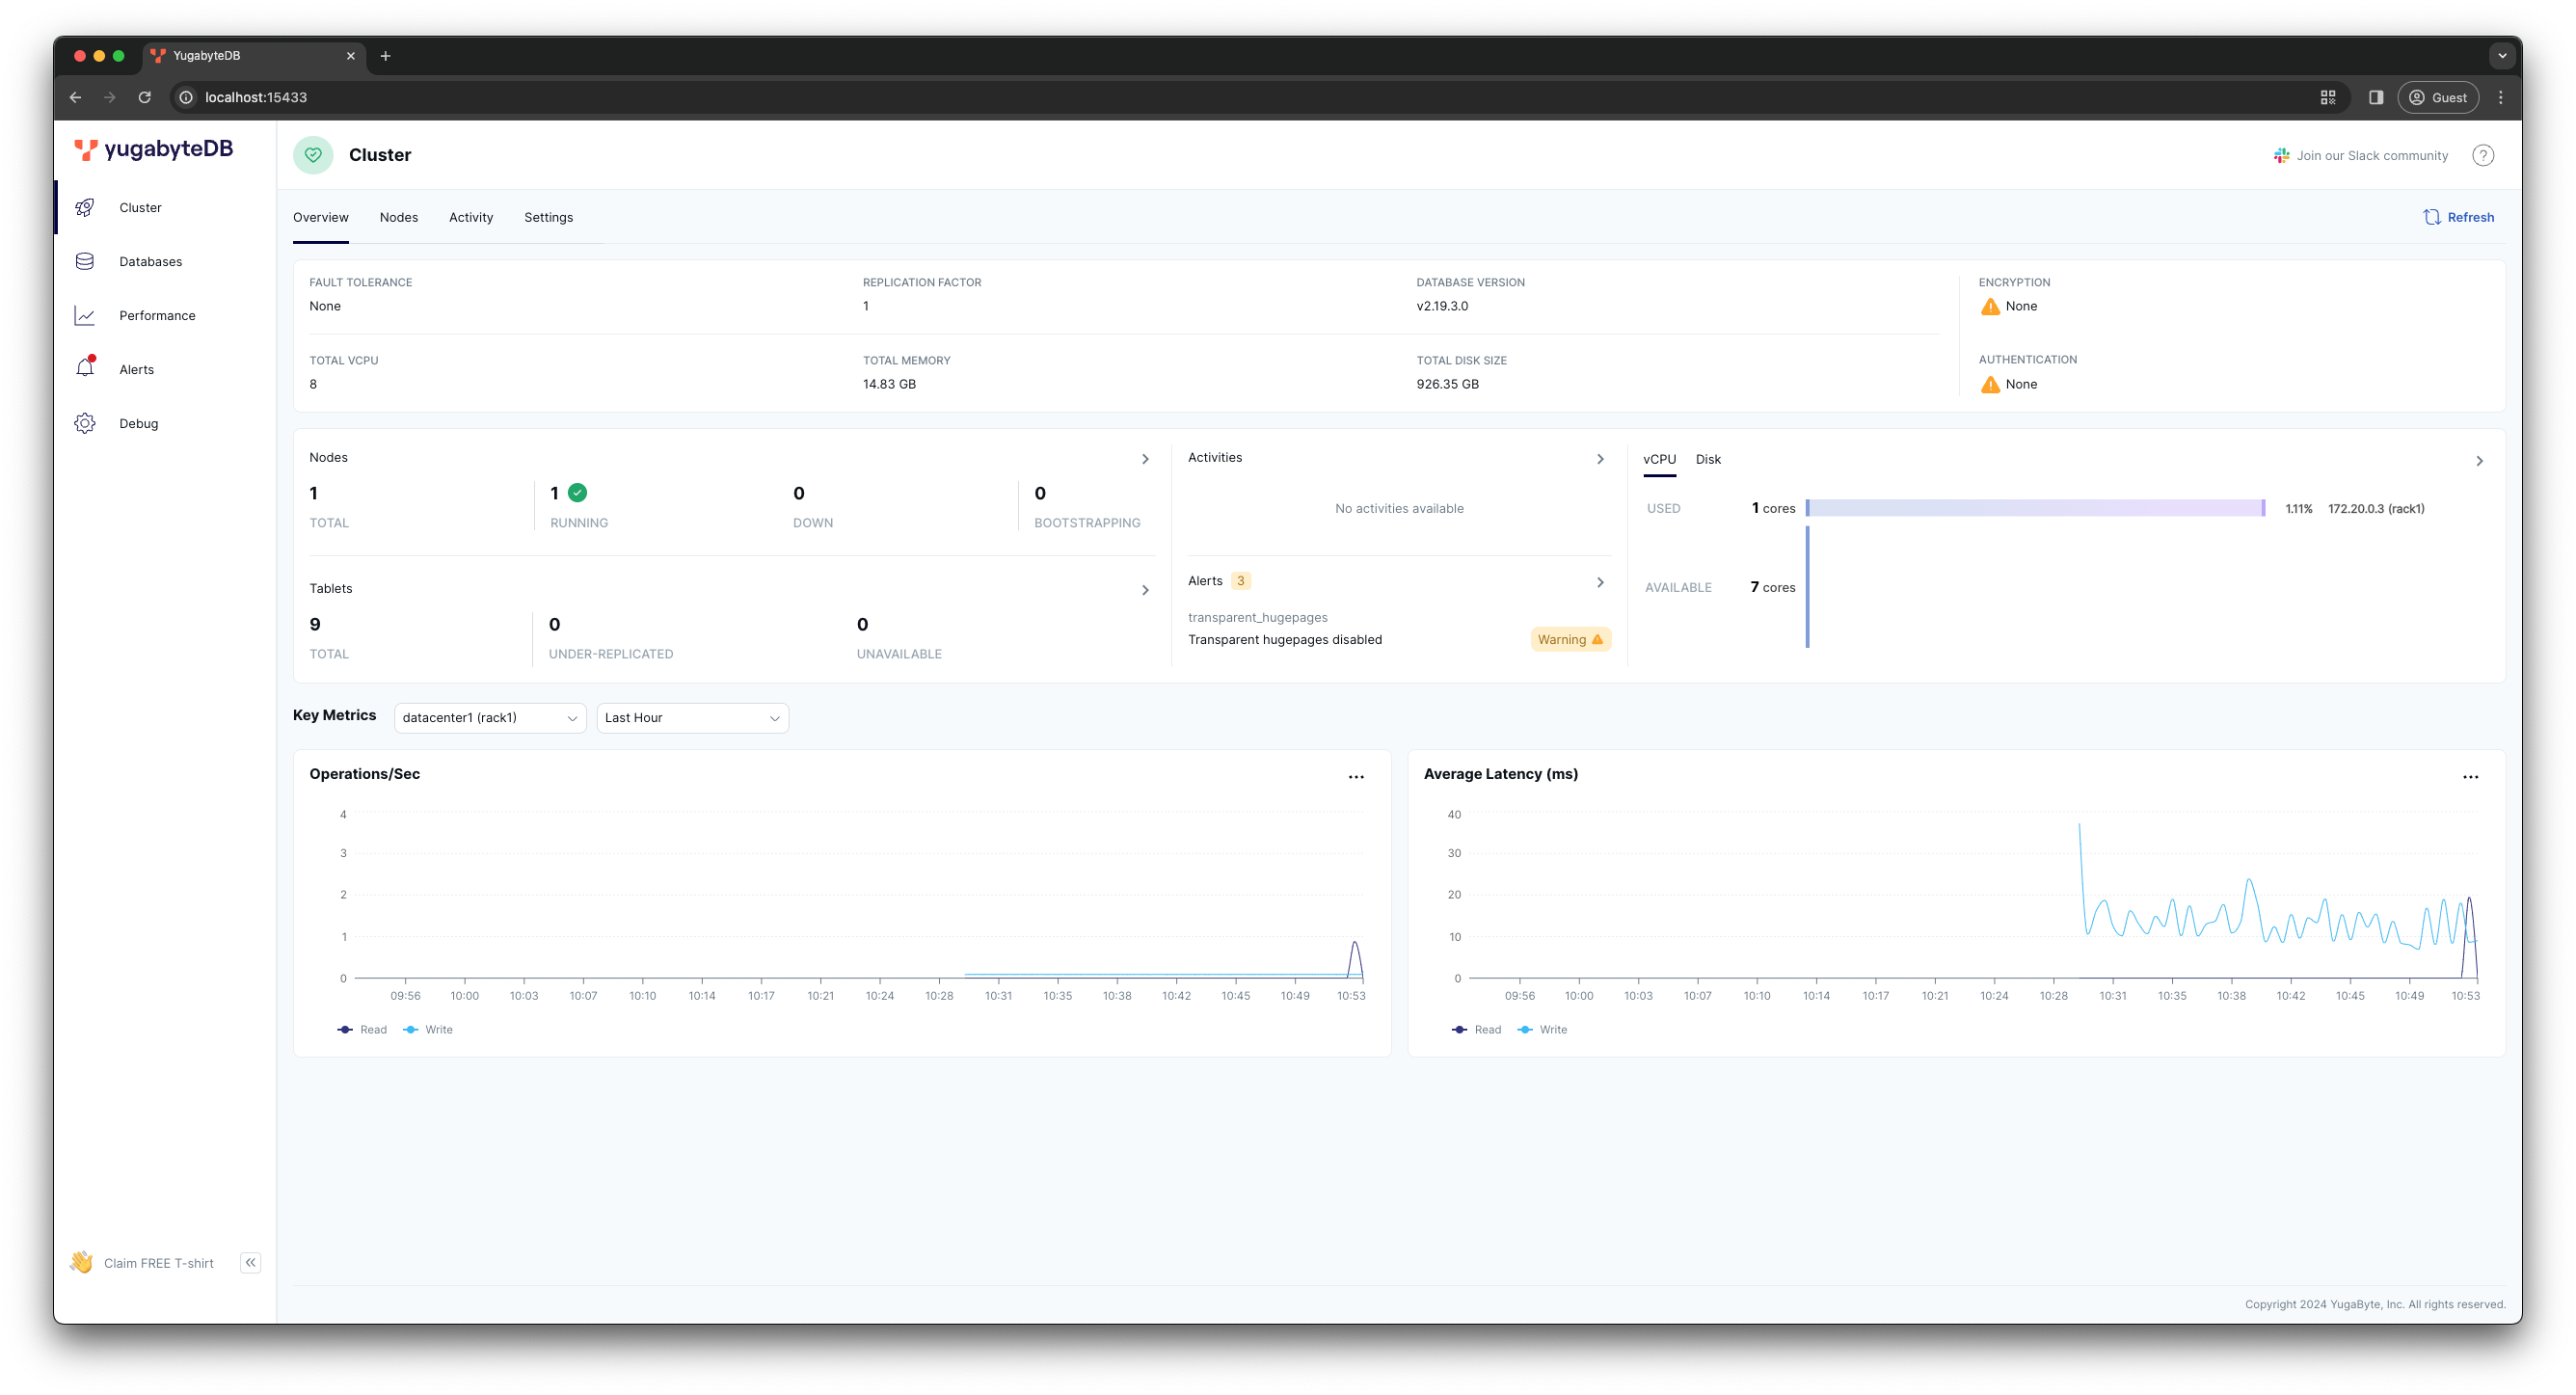 YugabyteDB
localhost:15433
Guest
yugabyteDB
Cluster
Databases
Performance
Alerts
Debug
Claim FREE T-shirt
Cluster
Join our Slack community
?
Overview
Nodes
Activity
Settings
Refresh
FAULT TOLERANCE
None
REPLICATION FACTOR
1
DATABASE VERSION
v2.19.3.0
ENCRYPTION
None
TOTAL VCPU
8
TOTAL MEMORY
14.83 GB
TOTAL DISK SIZE
926.35 GB
AUTHENTICATION
None
Nodes
1
TOTAL
1
RUNNING
0
DOWN
0
BOOTSTRAPPING
Tablets
9
TOTAL
0
UNDER-REPLICATED
0
UNAVAILABLE
Activities
No activities available
Alerts 3
transparent_hugepages
Transparent hugepages disabled
Warning
vCPU Disk
USED 1 cores 1.11% 172.20.0.3 (rack1)
AVAILABLE 7 cores
Key Metrics
datacenter1 (rack1)
Last Hour
Operations/Sec
4
3
2
1
0
09:56 10:00 10:03 10:07 10:10 10:14 10:17 10:21 10:24 10:28 10:31 10:35 10:38 10:42 10:45 10:49 10:53
Read Write
Average Latency (ms)
40
30
20
10
0
09:56 10:00 10:03 10:07 10:10 10:14 10:17 10:21 10:24 10:28 10:31 10:35 10:38 10:42 10:45 10:49 10:53
Read Write
Copyright 2024 YugaByte, Inc. All rights reserved.